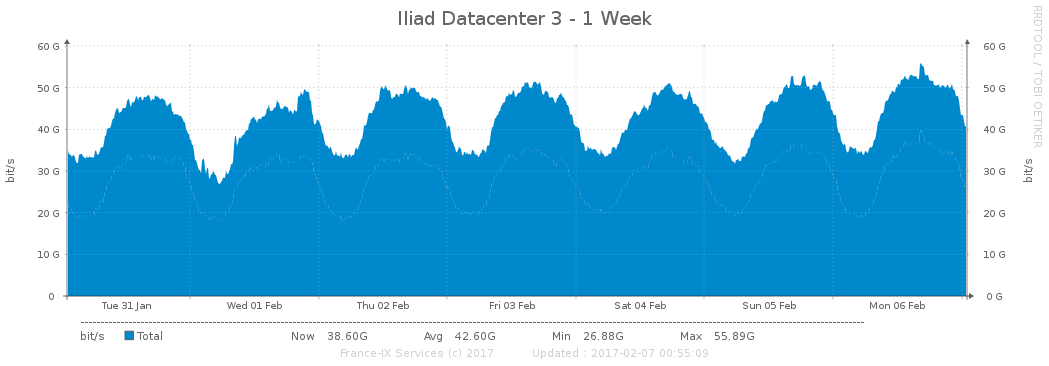 Iliad Datacenter 3 - 1 Week
RRDTOOL / TOBI OETIKER
60 G 60 G
50 G 50 G
40 G 40 G
30 G 30 G
20 G 20 G
10 G 10 G
0 0 G
bit/s
bit/s
Tue 31 Jan Wed 01 Feb Thu 02 Feb Fri 03 Feb Sat 04 Feb Sun 05 Feb Mon 06 Feb
bit/s Total Now 38.60G Avg 42.60G Min 26.88G Max 55.89G
France-IX Services (c) 2017 Updated : 2017-02-07 00:55:09